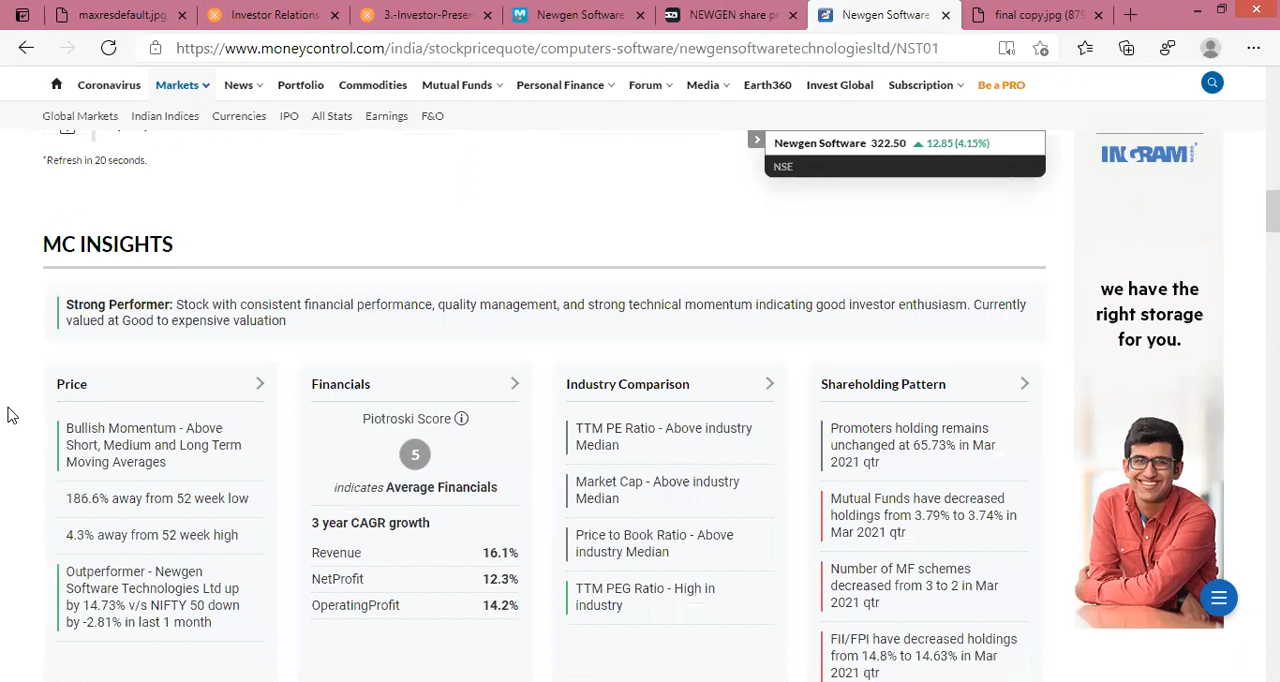 maxresdefault.jpg
Investor Relations
3.-Investor-Preser
Newgen Software
NEWGEN share pr
Newgen Software
final copy.jpg (879
https://www.moneycontrol.com/india/stockpricequote/computers-software/newgensoftwaretechnologiesltd/NST01
Coronavirus Markets News Portfolio Commodities Mutual Funds Personal Finance Forum Media Earth360 Invest Global Subscription Be a PRO
Global Markets Indian Indices Currencies IPO All Stats Earnings F&O
*Refresh in 20 seconds.
Newgen Software 322.50 12.85 (4.15%)
NSE
INGRAM
MC INSIGHTS
Strong Performer: Stock with consistent financial performance, quality management, and strong technical momentum indicating good investor enthusiasm. Currently
valued at Good to expensive valuation
we have the
right storage
for you.
Price
Bullish Momentum - Above
Short, Medium and Long Term
Moving Averages
186.6% away from 52 week low
4.3% away from 52 week high
Outperformer - Newgen
Software Technologies Ltd up
by 14.73% v/s NIFTY 50 down
by -2.81% in last 1 month
Financials
Piotroski Score
5
indicates Average Financials
3 year CAGR growth
Revenue 16.1%
NetProfit 12.3%
OperatingProfit 14.2%
Industry Comparison
TTM PE Ratio - Above industry
Median
Market Cap - Above industry
Median
Price to Book Ratio - Above
industry Median
TTM PEG Ratio - High in
industry
Shareholding Pattern
Promoters holding remains
unchanged at 65.73% in Mar
2021 qtr
Mutual Funds have decreased
holdings from 3.79% to 3.74% in
Mar 2021 qtr
Number of MF schemes
decreased from 3 to 2 in Mar
2021 qtr
FII/FPI have decreased holdings
from 14.8% to 14.63% in Mar
2021 qtr